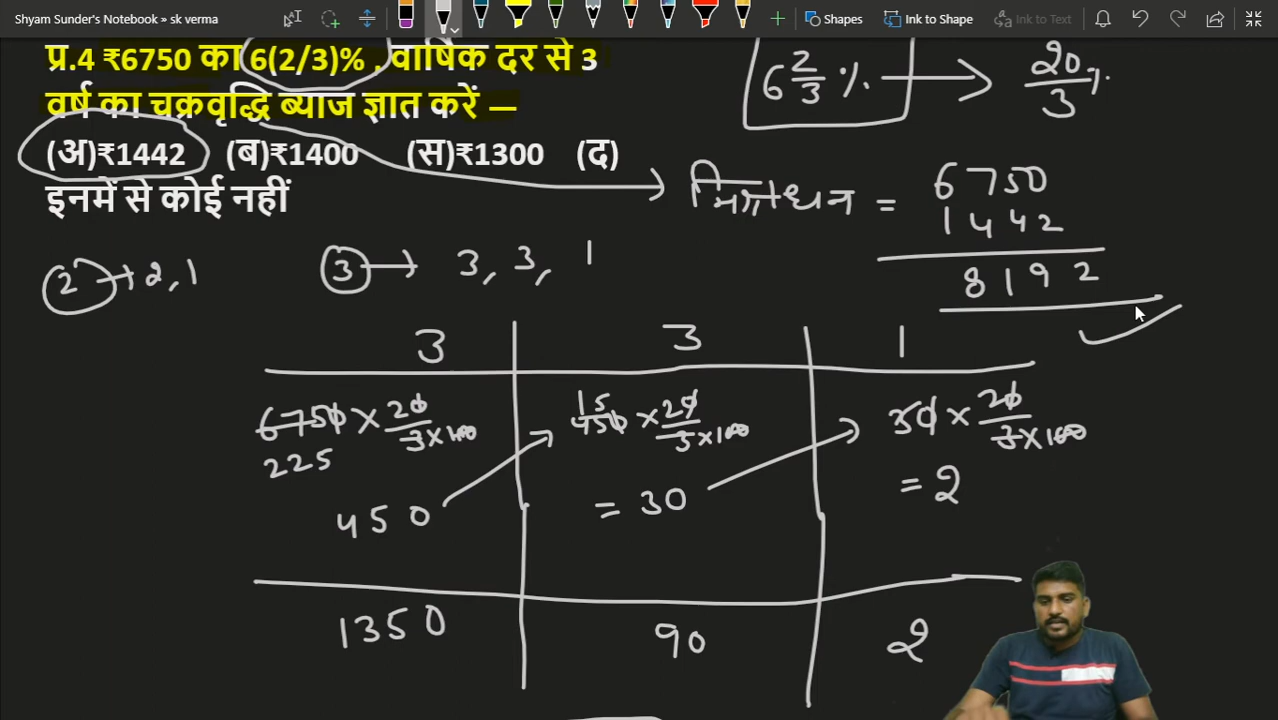 Shyam Sunder's Notebook » sk verma
Shapes Ink to Shape Ink to Text
प्र.4 ₹6750 का 6(2/3)% , वार्षिक दर से 3
वर्ष का चक्रवृद्धि ब्याज ज्ञात करें —
(अ)₹1442 (ब)₹1400 (स)₹1300 (द)
इनमें से कोई नहीं
6 2/3 % → 20/3 %
मिश्रधन = 6750
1442
8192
2 → 2,1
3 → 3, 3, 1
3 3 1
6750 × 20/3×100 450 × 20/3×100 30 × 20/3×100
225 15
450 = 30 = 2
1350 90 2